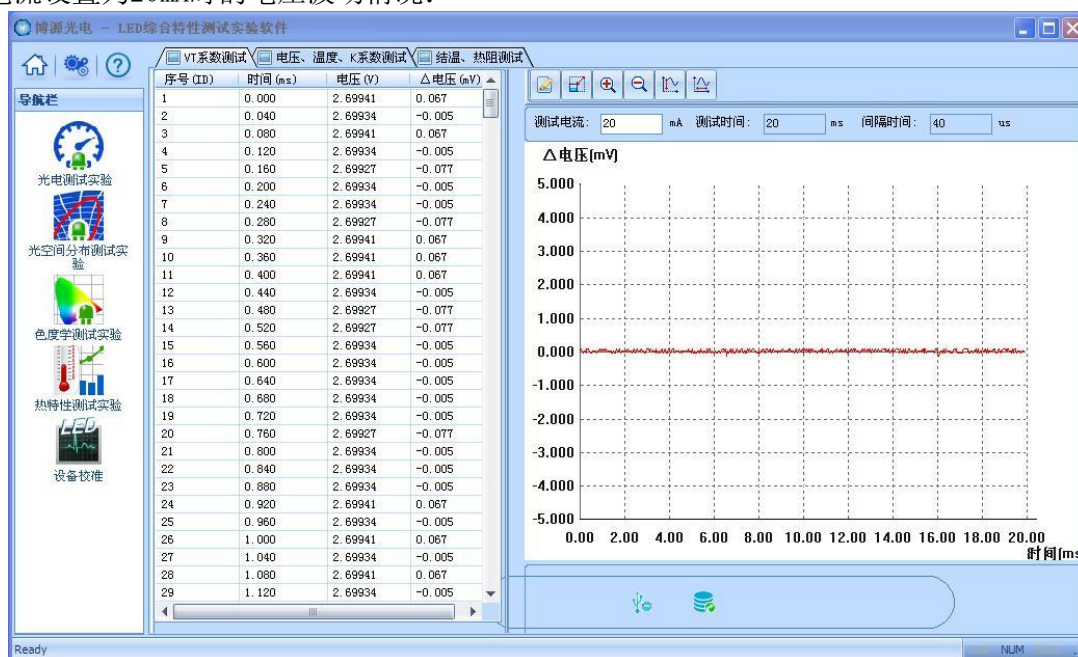 电流设置为20mA时的电压波动情况.
博源光电 - LED综合特性测试实验软件
VT系数测试 电压、温度、K系数测试 结温、热阻测试
导航栏
光电测试实验
光空间分布测试实
验
色度学测试实验
热特性测试实验
LED
设备校准
序号(ID) 时间(ms) 电压(V) △电压(mV)
1 0.000 2.69941 0.067
2 0.040 2.69934 -0.005
3 0.080 2.69941 0.067
4 0.120 2.69934 -0.005
5 0.160 2.69927 -0.077
6 0.200 2.69934 -0.005
7 0.240 2.69934 -0.005
8 0.280 2.69927 -0.077
9 0.320 2.69941 0.067
10 0.360 2.69941 0.067
11 0.400 2.69941 0.067
12 0.440 2.69934 -0.005
13 0.480 2.69927 -0.077
14 0.520 2.69927 -0.077
15 0.560 2.69934 -0.005
16 0.600 2.69934 -0.005
17 0.640 2.69934 -0.005
18 0.680 2.69934 -0.005
19 0.720 2.69934 -0.005
20 0.760 2.69927 -0.077
21 0.800 2.69934 -0.005
22 0.840 2.69934 -0.005
23 0.880 2.69934 -0.005
24 0.920 2.69941 0.067
25 0.960 2.69934 -0.005
26 1.000 2.69941 0.067
27 1.040 2.69934 -0.005
28 1.080 2.69941 0.067
29 1.120 2.69934 -0.005
测试电流: 20 mA 测试时间: 20 ms 间隔时间: 40 us
△电压(mV)
5.000
4.000
3.000
2.000
1.000
0.000
-1.000
-2.000
-3.000
-4.000
-5.000
0.00 2.00 4.00 6.00 8.00 10.00 12.00 14.00 16.00 18.00 20.00
时间(ms
Ready
NUM